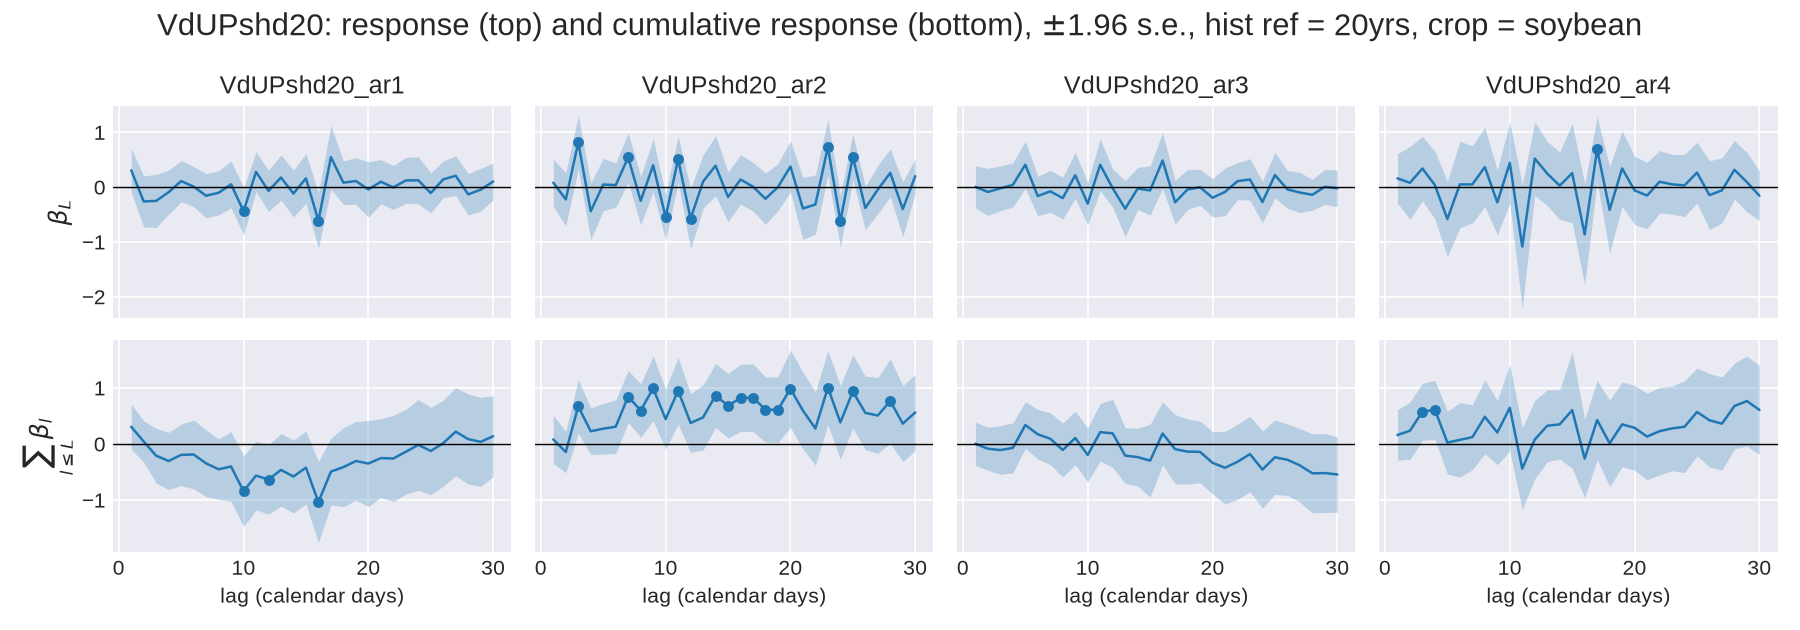 VdUPshd20: response (top) and cumulative response (bottom), ±1.96 s.e., hist ref = 20yrs, crop = soybean
VdUPshd20_ar1 VdUPshd20_ar2 VdUPshd20_ar3 VdUPshd20_ar4
1
0
−1
−2
β_L
1
0
−1
∑_{l ≤ L} β_l
0 10 20 30 0 10 20 30 0 10 20 30 0 10 20 30
lag (calendar days) lag (calendar days) lag (calendar days) lag (calendar days)